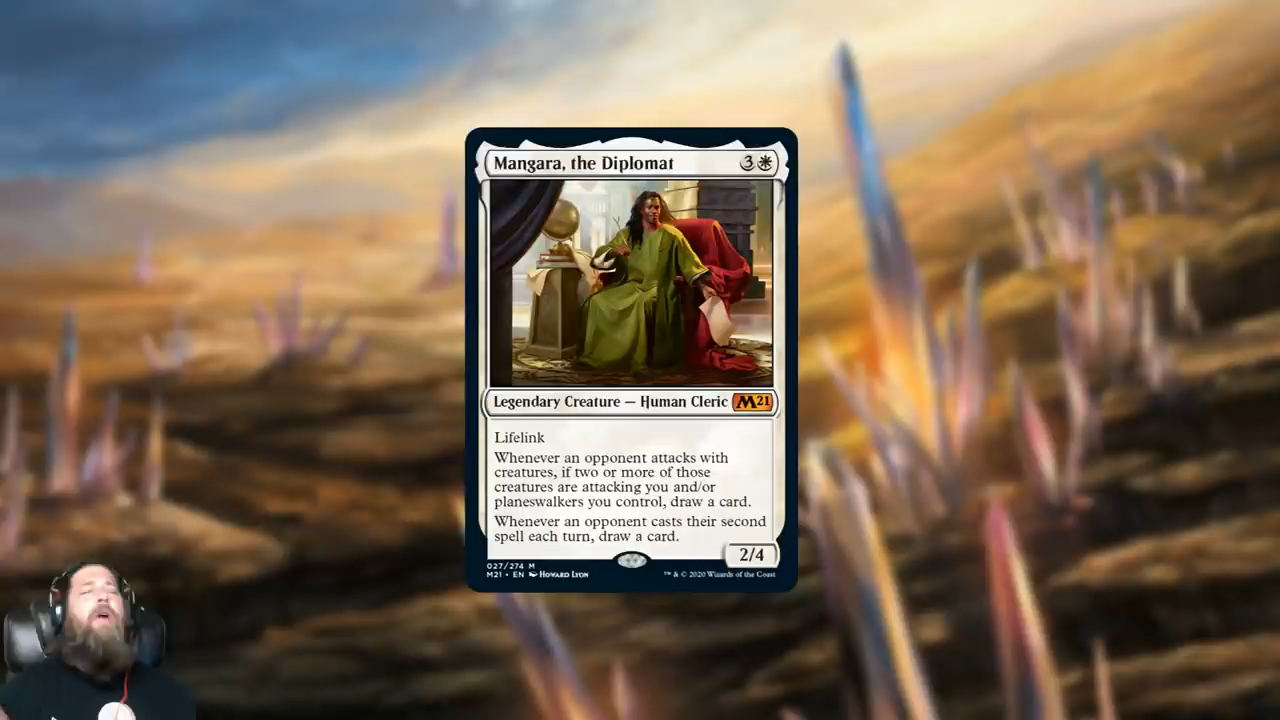 Mangara, the Diplomat 3
Legendary Creature — Human Cleric M21
Lifelink
Whenever an opponent attacks with
creatures, if two or more of those
creatures are attacking you and/or
planeswalkers you control, draw a card.
Whenever an opponent casts their second
spell each turn, draw a card.
2/4
027/274 M
M21 • EN Howard Lyon ™ & © 2020 Wizards of the Coast